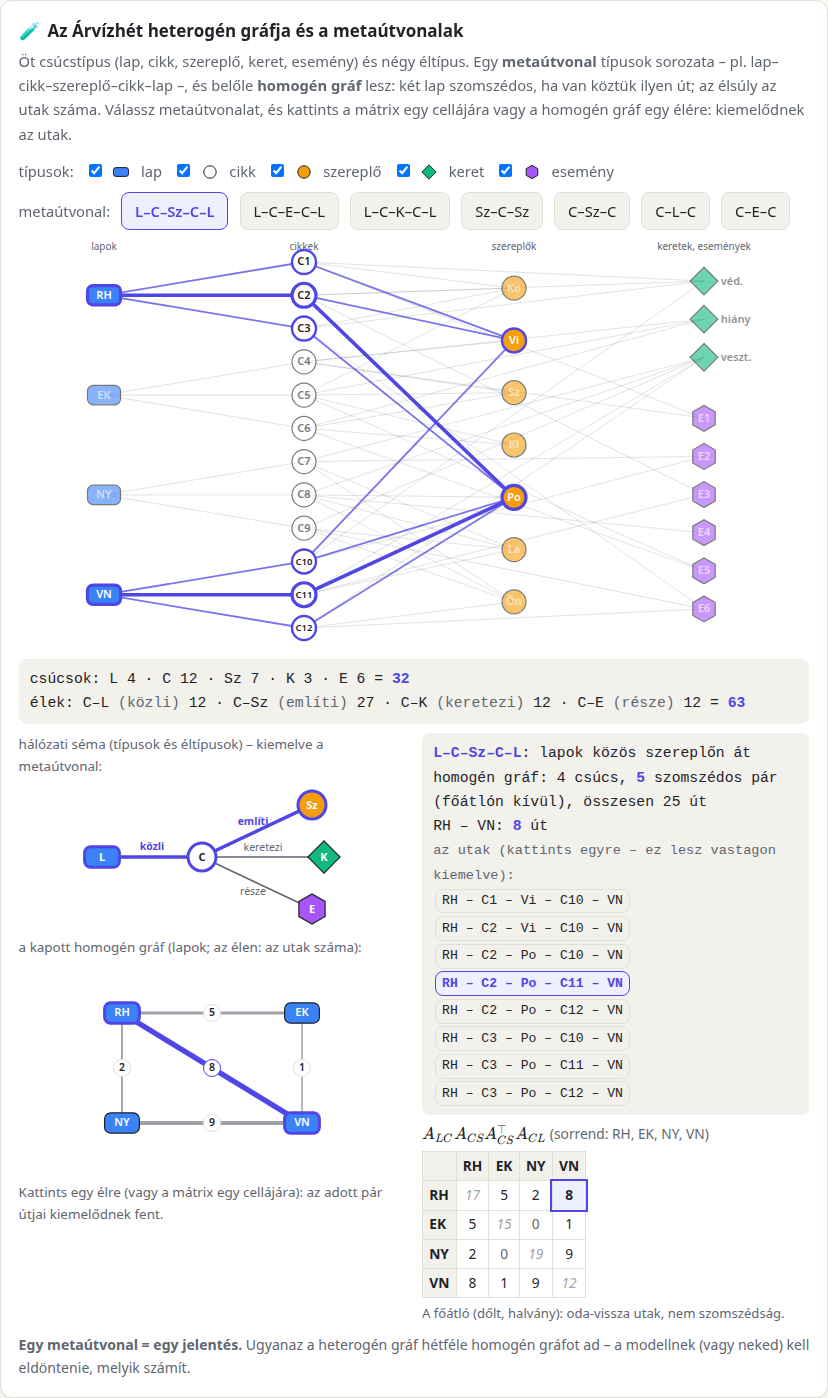 🧪 Az Árvízhét heterogén gráfja és a metaútvonalak
Öt csúcstípus (lap, cikk, szereplő, keret, esemény) és négy éltípus. Egy metaútvonal típusok sorozata – pl. lap–
cikk–szereplő–cikk–lap –, és belőle homogén gráf lesz: két lap szomszédos, ha van köztük ilyen út; az élsúly az
utak száma. Válassz metaútvonalat, és kattints a mátrix egy cellájára vagy a homogén gráf egy élére: kiemelődnek
az utak.
típusok: lap cikk szereplő keret esemény
metaútvonal: L–C–Sz–C–L L–C–E–C–L L–C–K–C–L Sz–C–Sz C–Sz–C C–L–C C–E–C
lapok cikkek szereplők keretek, események
C1
RH C2 Ko véd.
C3 Vi hiány
C4 veszt.
EK C5 Sz
C6 E1
C7 Kl E2
NY C8 Po E3
C9 E4
C10 La E5
VN C11 Ön E6
C12
csúcsok: L 4 · C 12 · Sz 7 · K 3 · E 6 = 32
élek: C–L (közli) 12 · C–Sz (említi) 27 · C–K (keretezi) 12 · C–E (része) 12 = 63
hálózati séma (típusok és éltípusok) – kiemelve a
metaútvonal:
Sz
említi
közli keretezi
L C K
része
E
a kapott homogén gráf (lapok; az élen: az utak száma):
RH 5 EK
2 8 1
NY 9 VN
Kattints egy élre (vagy a mátrix egy cellájára): az adott pár
útjai kiemelődnek fent.
L–C–Sz–C–L: lapok közös szereplőn át
homogén gráf: 4 csúcs, 5 szomszédos pár
(főátlón kívül), összesen 25 út
RH – VN: 8 út
az utak (kattints egyre – ez lesz vastagon
kiemelve):
RH – C1 – Vi – C10 – VN
RH – C2 – Vi – C10 – VN
RH – C2 – Po – C10 – VN
RH – C2 – Po – C11 – VN
RH – C2 – Po – C12 – VN
RH – C3 – Po – C10 – VN
RH – C3 – Po – C11 – VN
RH – C3 – Po – C12 – VN
A_{LC} A_{CS} A_{CS}^⊤ A_{CL} (sorrend: RH, EK, NY, VN)
RH EK NY VN
RH 17 5 2 8
EK 5 15 0 1
NY 2 0 19 9
VN 8 1 9 12
A főátló (dőlt, halvány): oda-vissza utak, nem szomszédság.
Egy metaútvonal = egy jelentés. Ugyanaz a heterogén gráf hétféle homogén gráfot ad – a modellnek (vagy neked) kell
eldöntenie, melyik számít.